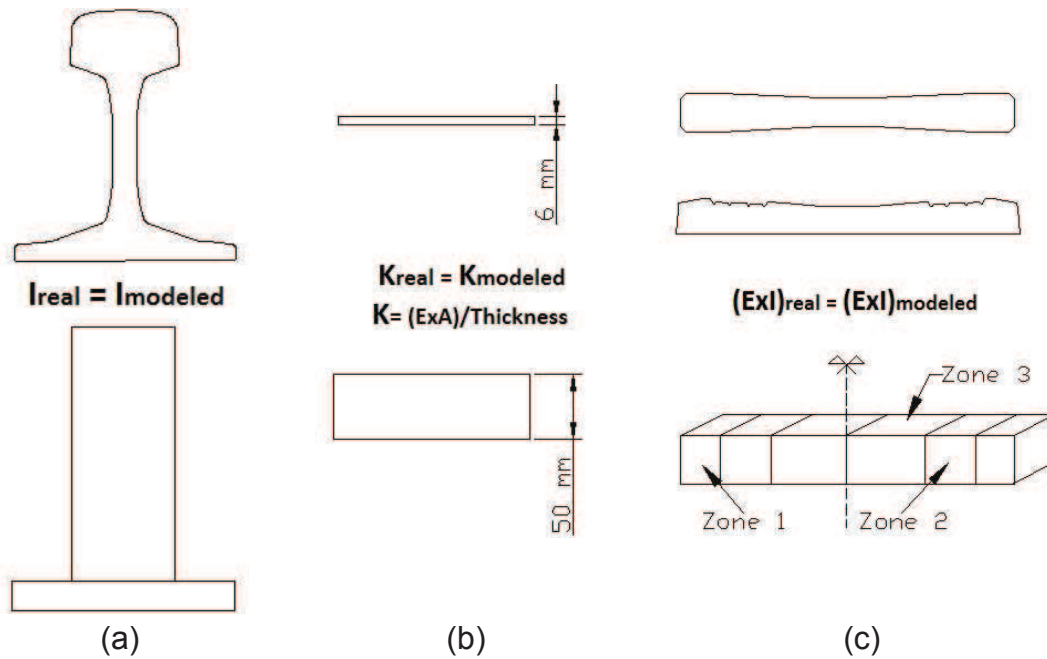 Ireal = Imodeled
(a)
6 mm
Kreal = Kmodeled
K= (ExA)/Thickness
50 mm
(b)
(ExI)real = (ExI)modeled
Zone 3
Zone 1
Zone 2
(c)